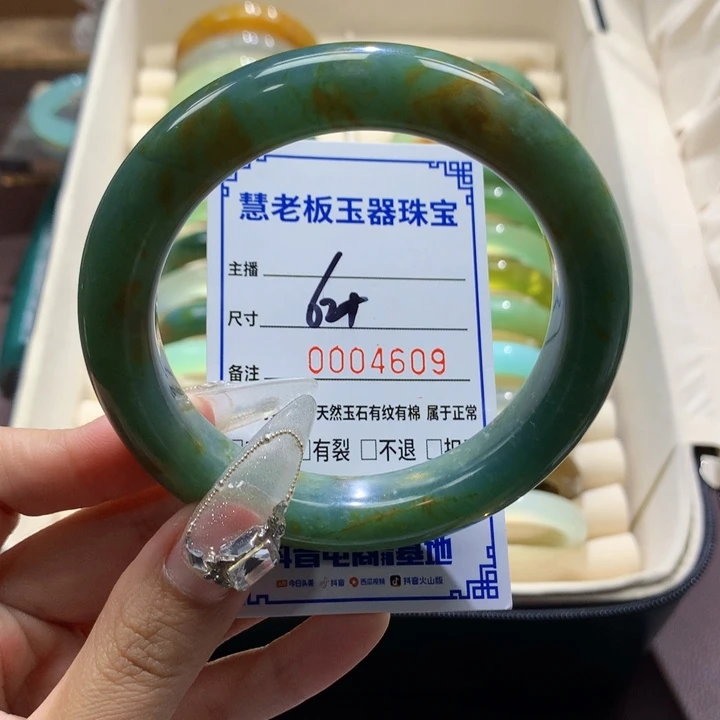 慧老板玉器珠宝
主播
尺寸 62+
备注 0004609
天然玉石有纹有棉 属于正常
□有裂 □不退
抖音电商 基地
今日头条 抖音 西瓜视频 抖音火山版